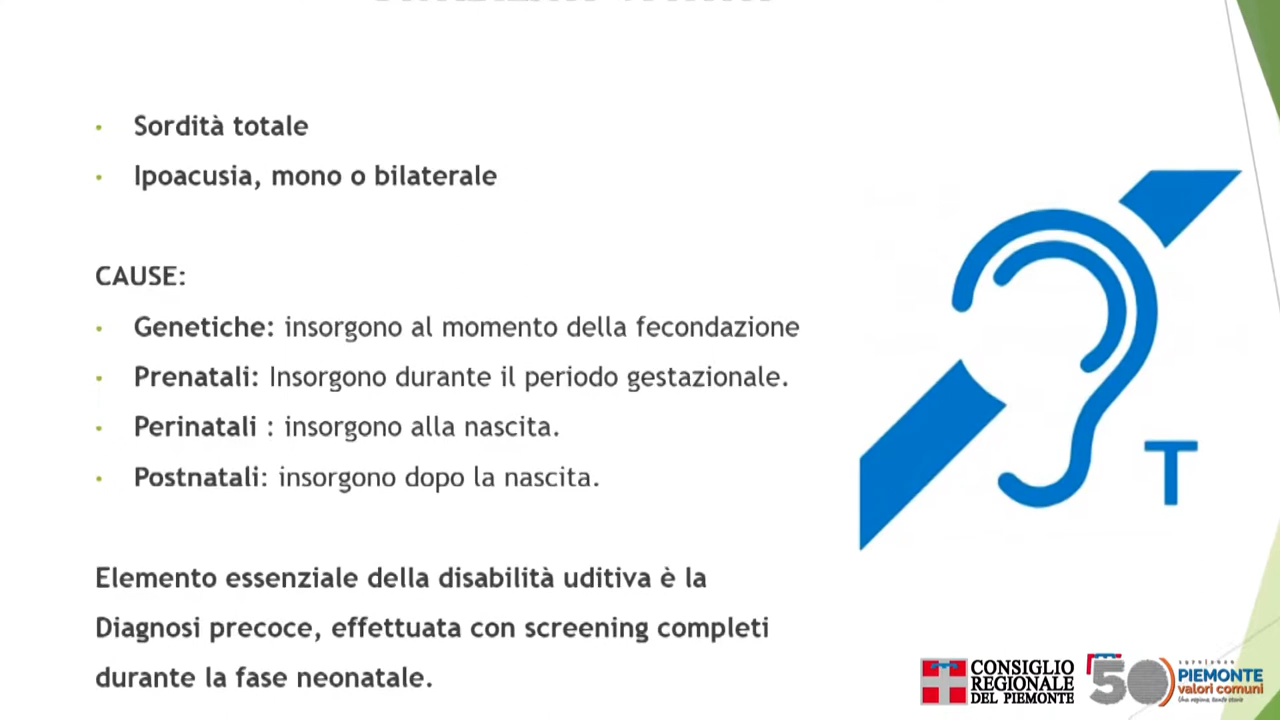 • Sordità totale
• Ipoacusia, mono o bilaterale
CAUSE:
• Genetiche: insorgono al momento della fecondazione
• Prenatali: Insorgono durante il periodo gestazionale.
• Perinatali : insorgono alla nascita.
• Postnatali: insorgono dopo la nascita.
Elemento essenziale della disabilità uditiva è la
Diagnosi precoce, effettuata con screening completi
durante la fase neonatale.
T
CONSIGLIO
REGIONALE
DEL PIEMONTE
50
PIEMONTE
valori comuni